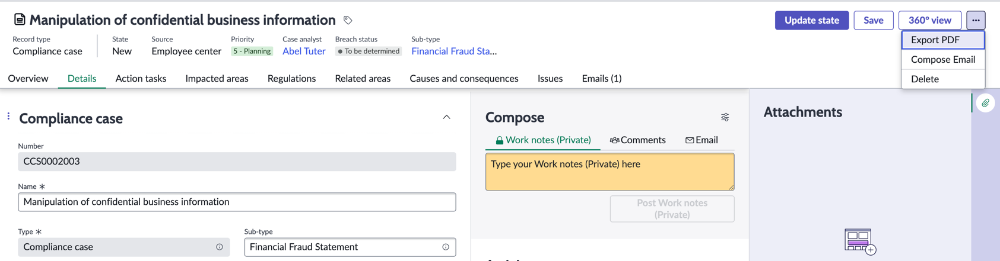 Manipulation of confidential business information
Update state
Save
360° view
Record type
State
Source
Priority
Case analyst
Breach status
Sub-type
Compliance case
New
Employee center
5 - Planning
Abel Tuter
To be determined
Financial Fraud Sta...
Export PDF
Compose Email
Delete
Overview
Details
Action tasks
Impacted areas
Regulations
Related areas
Causes and consequences
Issues
Emails (1)
Compliance case
Number
CCS0002003
Name *
Manipulation of confidential business information
Type *
Compliance case
Sub-type
Financial Fraud Statement
Compose
Work notes (Private)
Comments
Email
Type your Work notes (Private) here
Post Work notes
(Private)
Attachments